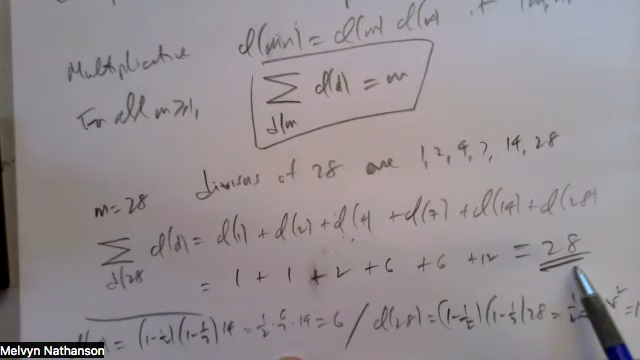 Multiplicative φ(mn) = φ(m) φ(n) if
For all m≥1, ∑_{d|m} φ(d) = m
m=28 divisors of 28 are 1, 2, 4, 7, 14, 28
∑_{d|28} φ(d) = φ(1) + φ(2) + φ(4) + φ(7) + φ(14) + φ(28)
= 1 + 1 + 2 + 6 + 6 + 12 = 28
= (1-1/2)(1-1/7)14 = 1/2·6/7·14 = 6 / φ(28) = (1-1/2)(1-1/7)28 =
Melvyn Nathanson